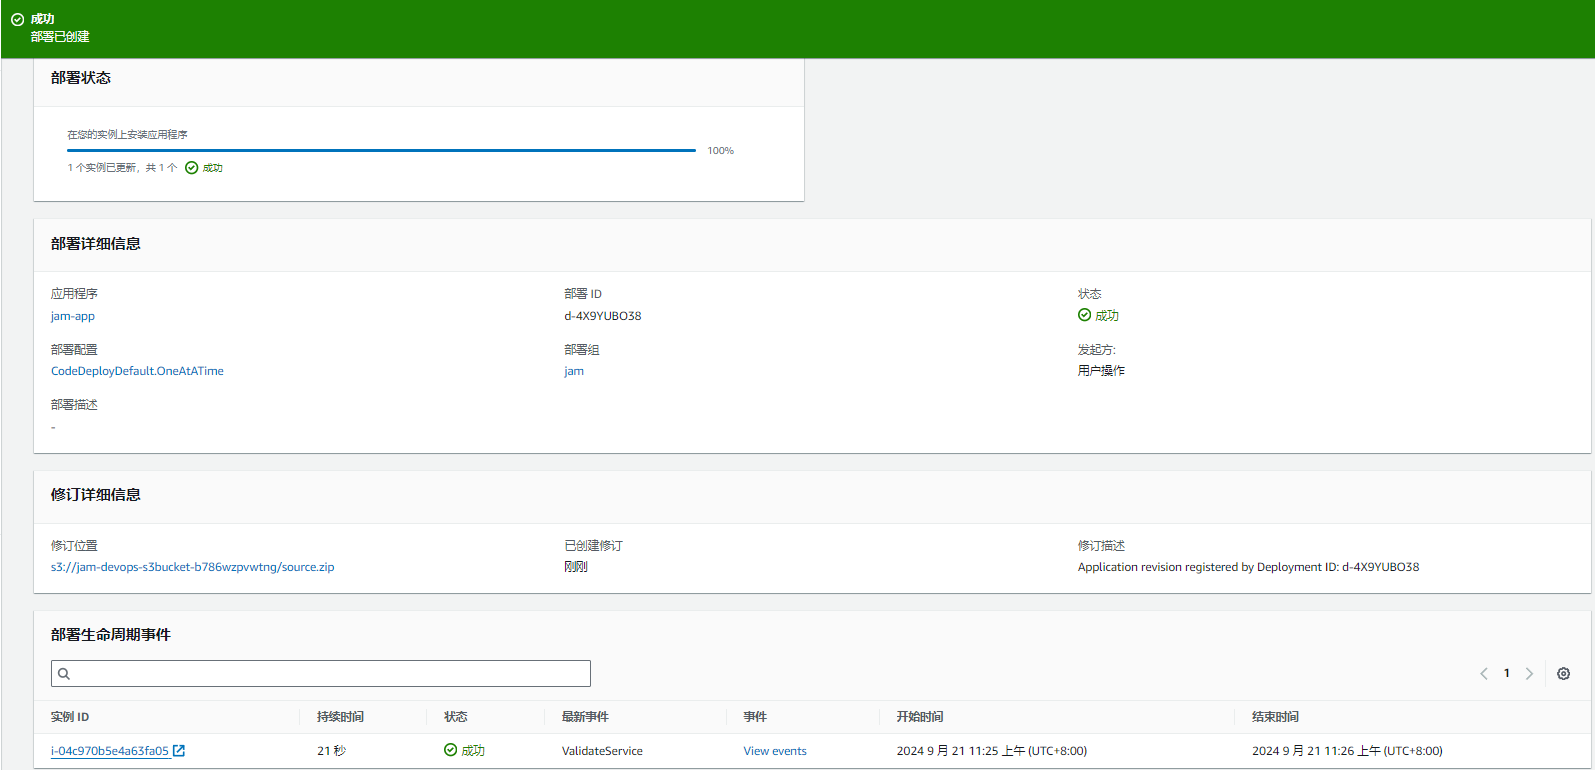 成功
部署已创建
部署状态
在您的实例上安装应用程序
100%
1 个实例已更新，共 1 个 成功
部署详细信息
应用程序 部署 ID 状态
jam-app d-4X9YUBO38 成功
部署配置 部署组 发起方:
CodeDeployDefault.OneAtATime jam 用户操作
部署描述
-
修订详细信息
修订位置 已创建修订 修订描述
s3://jam-devops-s3bucket-b786wzpvwtng/source.zip 刚刚 Application revision registered by Deployment ID: d-4X9YUBO38
部署生命周期事件
1
实例 ID 持续时间 状态 最新事件 事件 开始时间 结束时间
i-04c970b5e4a63fa05 21 秒 成功 ValidateService View events 2024 9 月 21 11:25 上午 (UTC+8:00) 2024 9 月 21 11:26 上午 (UTC+8:00)